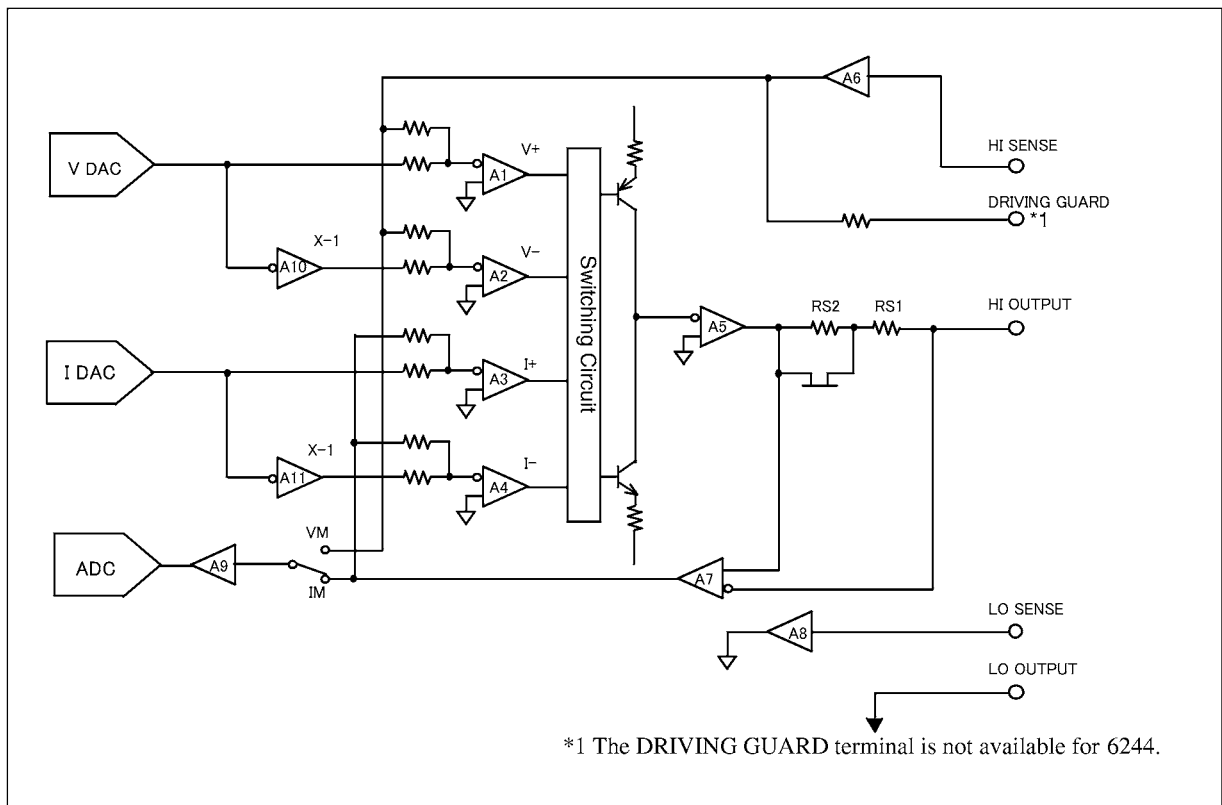 A6
HI SENSE
V DAC
V+
A1
DRIVING GUARD
*1
X-1
A10
V-
A2
Switching Circuit
RS2
RS1
HI OUTPUT
A5
I DAC
I+
A3
X-1
A11
I-
A4
VM
ADC
A9
IM
A7
LO SENSE
A8
LO OUTPUT
*1 The DRIVING GUARD terminal is not available for 6244.